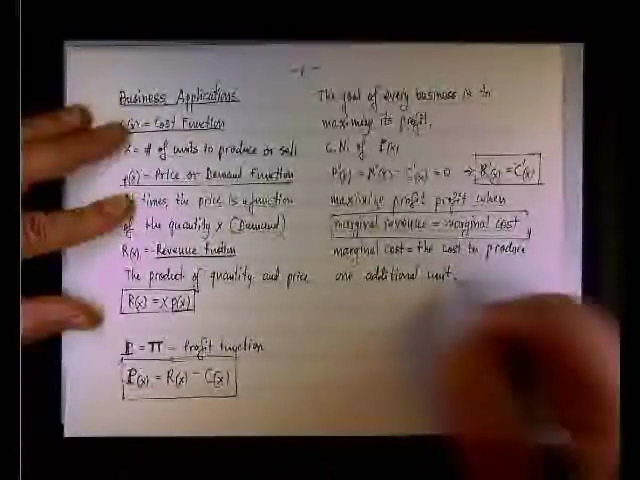 - 1 -
Business Applications
= Cost Function
= # of units to produce or sell
p(x) = Price or Demand Function
times, the price is a function
of the quantity x (Demand)
R(x) = Revenue function
The product of quantity and price
R(x) = x p(x)
P = π - Profit function
P(x) = R(x) - C(x)
The goal of every business is to
maximize its profit.
C.N. of P(x)
P'(x) = R'(x) - C'(x) = 0 → R'(x) = C'(x)
maximize profit profit when
marginal revenue = marginal cost
marginal cost = the cost to produce
one additional unit.